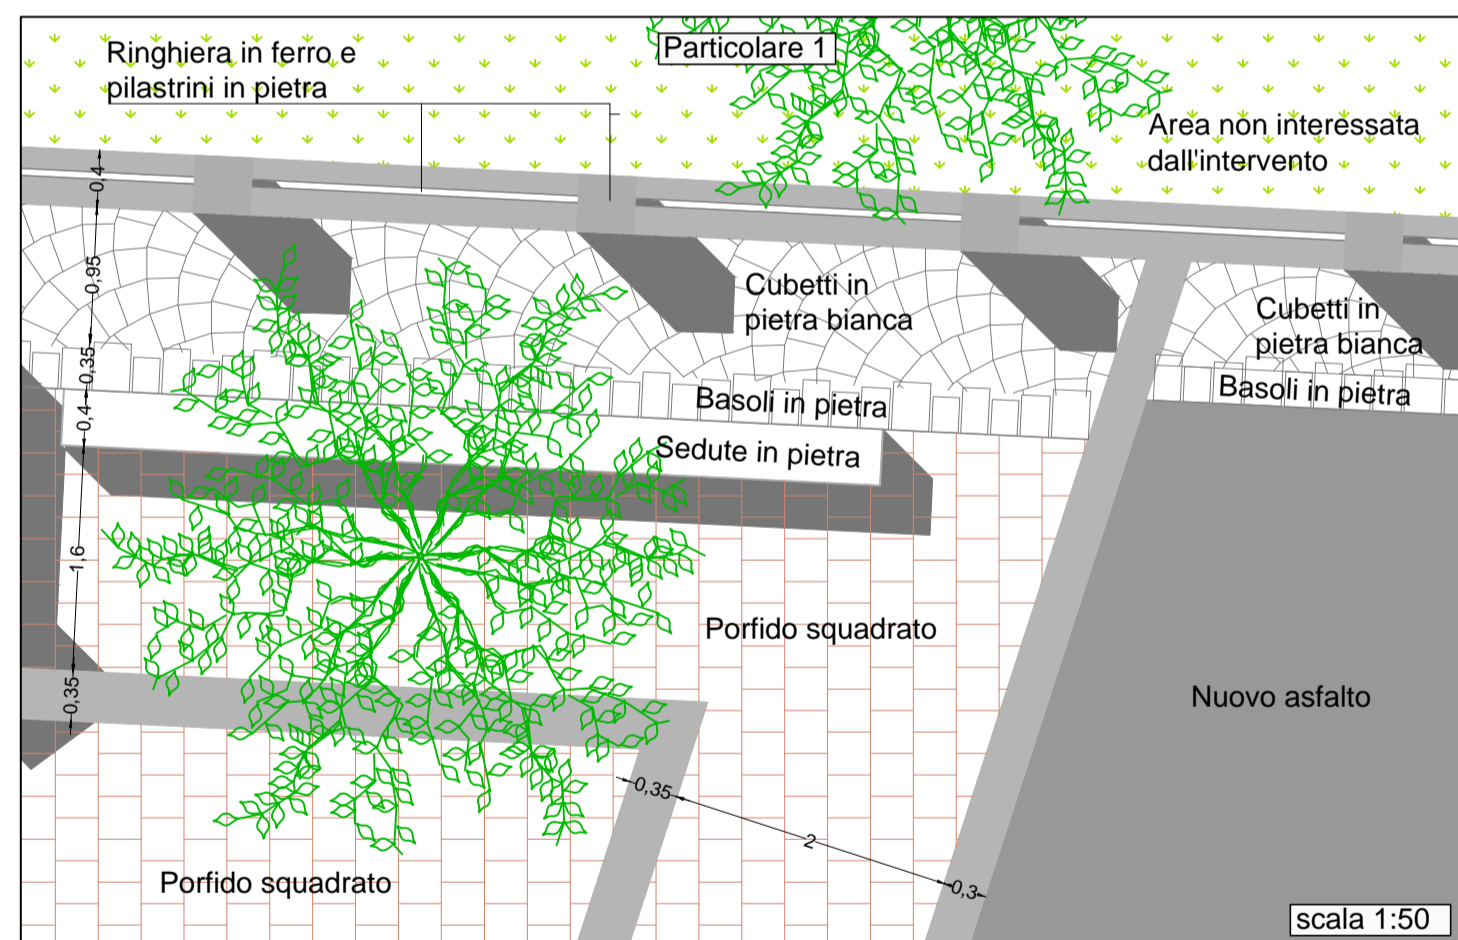 Ringhiera in ferro e
pilastrini in pietra
Particolare 1
Area non interessata
dall'intervento
0,4
0,95
0,35
0,4
1,6
0,35
Cubetti in
pietra bianca
Cubetti in
pietra bianca
Basoli in pietra
Basoli in pietra
Sedute in pietra
Porfido squadrato
Nuovo asfalto
0,35
2
0,3
Porfido squadrato
scala 1:50